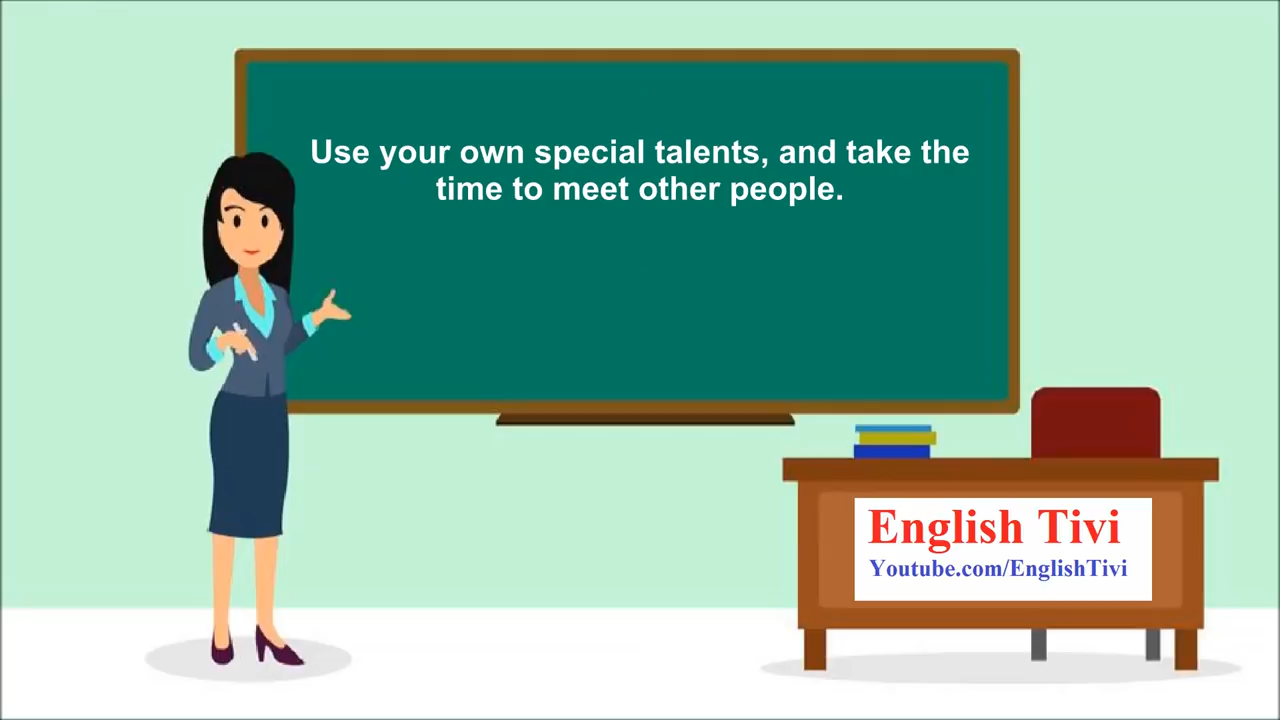 Use your own special talents, and take the
time to meet other people.
English Tivi
Youtube.com/EnglishTivi